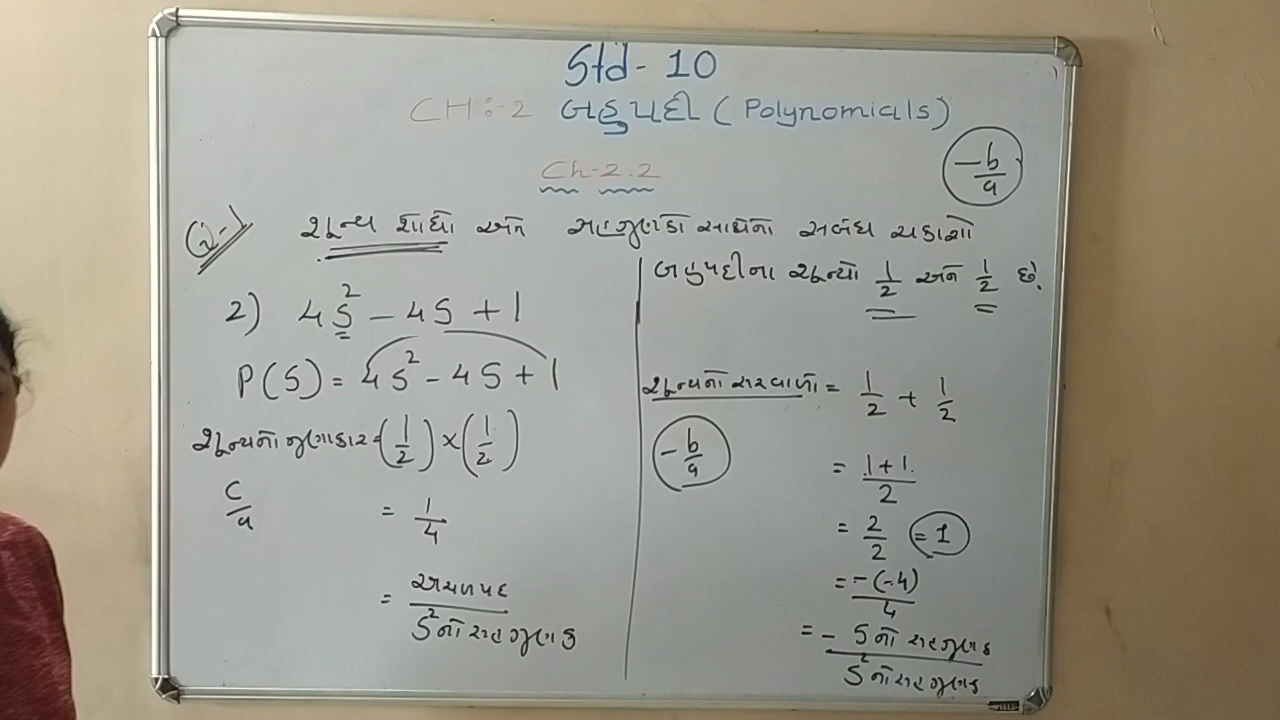 Std-10
CH:-2 બહુપદી (Polynomials)
Ch-2.2
-b/a
Q-1 શૂન્ય શોધો અને સહગુણકો સાથેનો સબંધ ચકાશો
2) 4S² - 4S + 1
P(S) = 4S² - 4S + 1
શૂન્યનો ગુણાકાર = (1/2) × (1/2)
c/a
= 1/4
= અચળપદ / S²નો સહગુણક
બહુપદીના શૂન્યો 1/2 અને 1/2 છે.
શૂન્યનો સરવાળો = 1/2 + 1/2
-b/a
= 1+1/2
= 2/2 = 1
= -(-4)/4
= - Sનો સહગુણક / S²નો સહગુણક